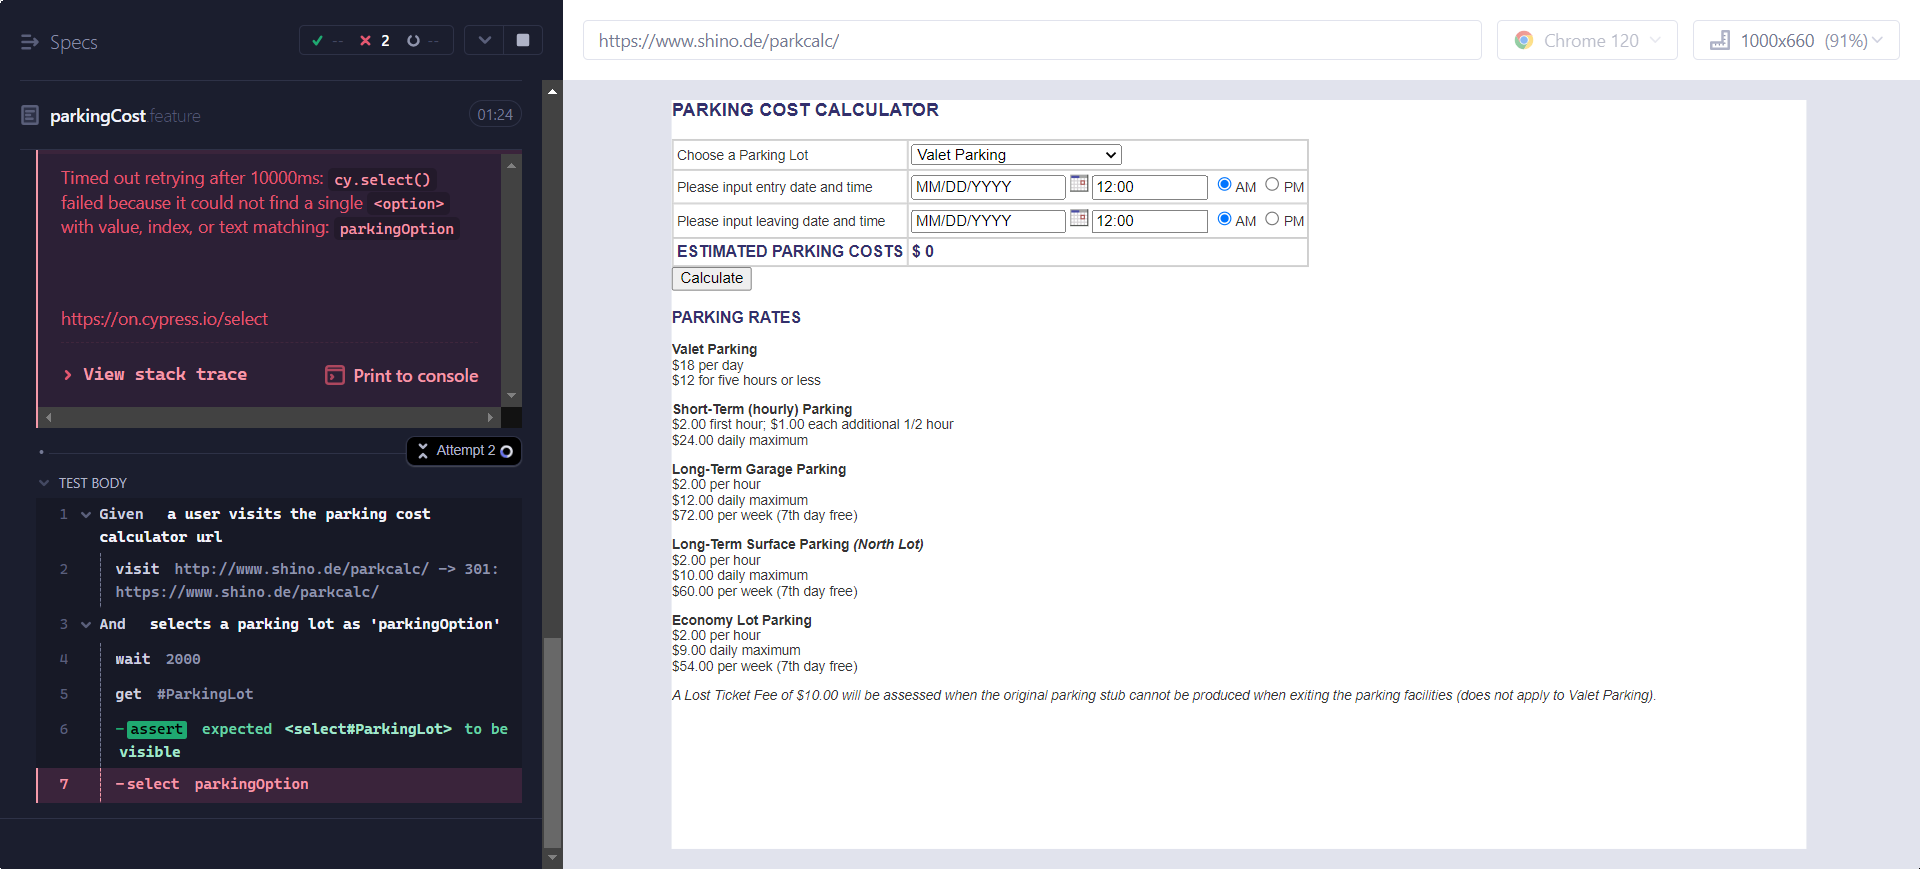 Specs
-- 2 --
parkingCost.feature
01:24
Timed out retrying after 10000ms: cy.select()
failed because it could not find a single <option>
with value, index, or text matching: parkingOption
https://on.cypress.io/select
View stack trace
Print to console
Attempt 2
TEST BODY
1 Given a user visits the parking cost
calculator url
2 visit http://www.shino.de/parkcalc/ -> 301:
https://www.shino.de/parkcalc/
3 And selects a parking lot as 'parkingOption'
4 wait 2000
5 get #ParkingLot
6 -assert expected <select#ParkingLot> to be
visible
7 -select parkingOption
https://www.shino.de/parkcalc/
Chrome 120
1000x660 (91%)
PARKING COST CALCULATOR
Choose a Parking Lot Valet Parking
Please input entry date and time MM/DD/YYYY 12:00 AM PM
Please input leaving date and time MM/DD/YYYY 12:00 AM PM
ESTIMATED PARKING COSTS $ 0
Calculate
PARKING RATES
Valet Parking
$18 per day
$12 for five hours or less
Short-Term (hourly) Parking
$2.00 first hour; $1.00 each additional 1/2 hour
$24.00 daily maximum
Long-Term Garage Parking
$2.00 per hour
$12.00 daily maximum
$72.00 per week (7th day free)
Long-Term Surface Parking (North Lot)
$2.00 per hour
$10.00 daily maximum
$60.00 per week (7th day free)
Economy Lot Parking
$2.00 per hour
$9.00 daily maximum
$54.00 per week (7th day free)
A Lost Ticket Fee of $10.00 will be assessed when the original parking stub cannot be produced when exiting the parking facilities (does not apply to Valet Parking).